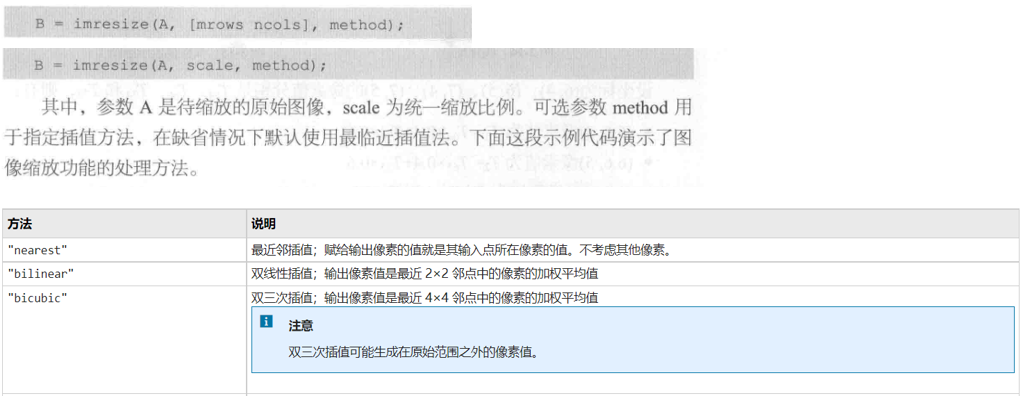 B = imresize(A, [mrows ncols], method);
B = imresize(A, scale, method);
其中，参数 A 是待缩放的原始图像，scale 为统一缩放比例。可选参数 method 用
于指定插值方法，在缺省情况下默认使用最临近插值法。下面这段示例代码演示了图
像缩放功能的处理方法。
方法 说明
"nearest" 最近邻插值；赋给输出像素的值就是其输入点所在像素的值。不考虑其他像素。
"bilinear" 双线性插值；输出像素值是最近 2×2 邻点中的像素的加权平均值
"bicubic" 双三次插值；输出像素值是最近 4×4 邻点中的像素的加权平均值
i 注意
双三次插值可能生成在原始范围之外的像素值。